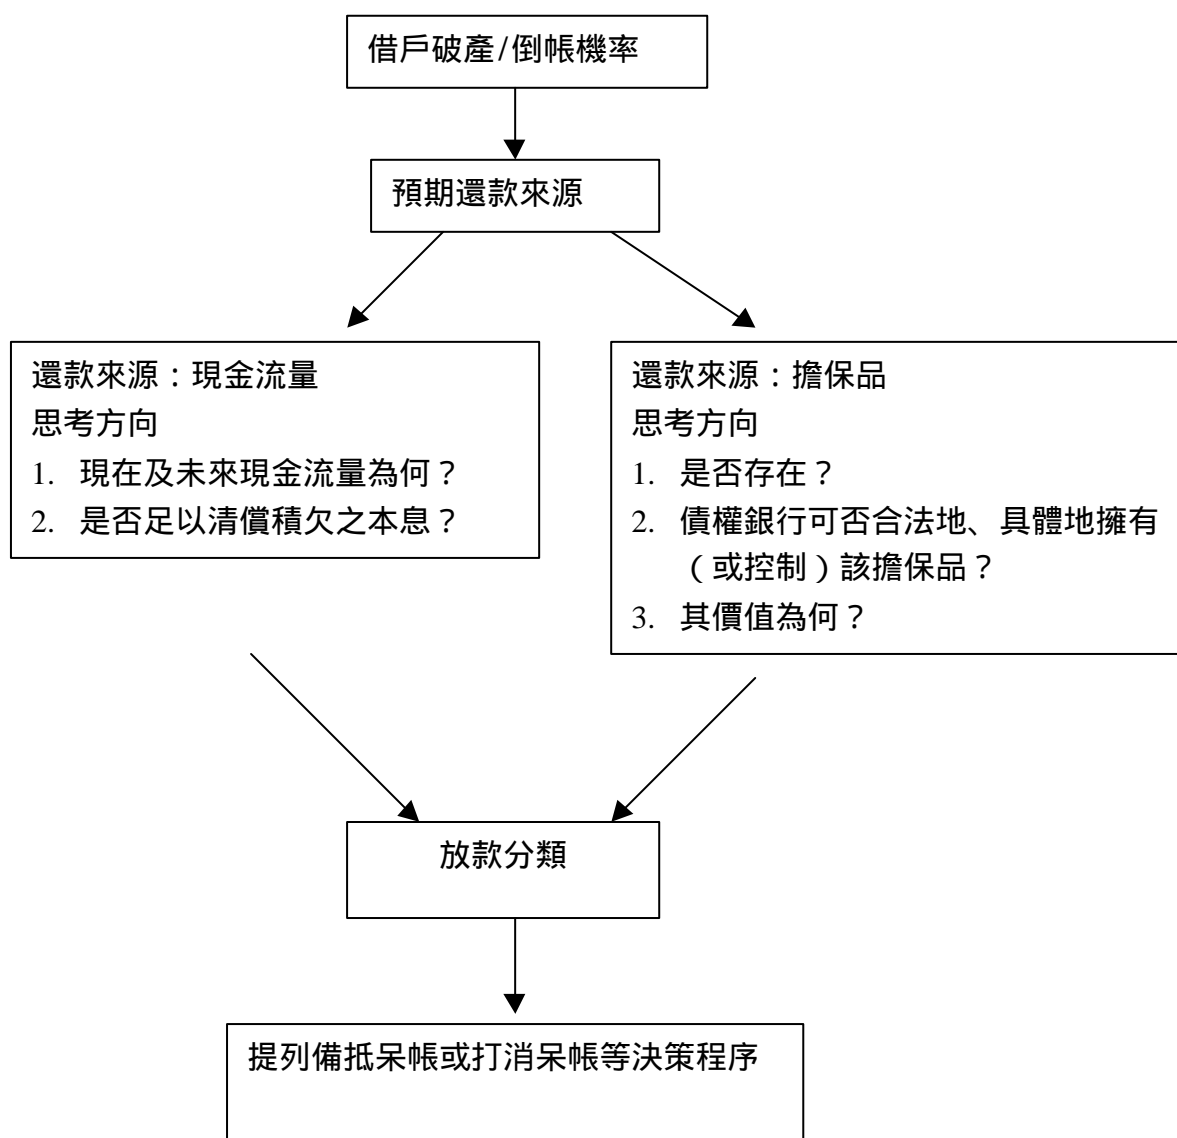 借戶破產/倒帳機率
預期還款來源
還款來源：現金流量
思考方向
1. 現在及未來現金流量為何？
2. 是否足以清償積欠之本息？
還款來源：擔保品
思考方向
1. 是否存在？
2. 債權銀行可否合法地、具體地擁有
（或控制）該擔保品？
3. 其價值為何？
放款分類
提列備抵呆帳或打消呆帳等決策程序